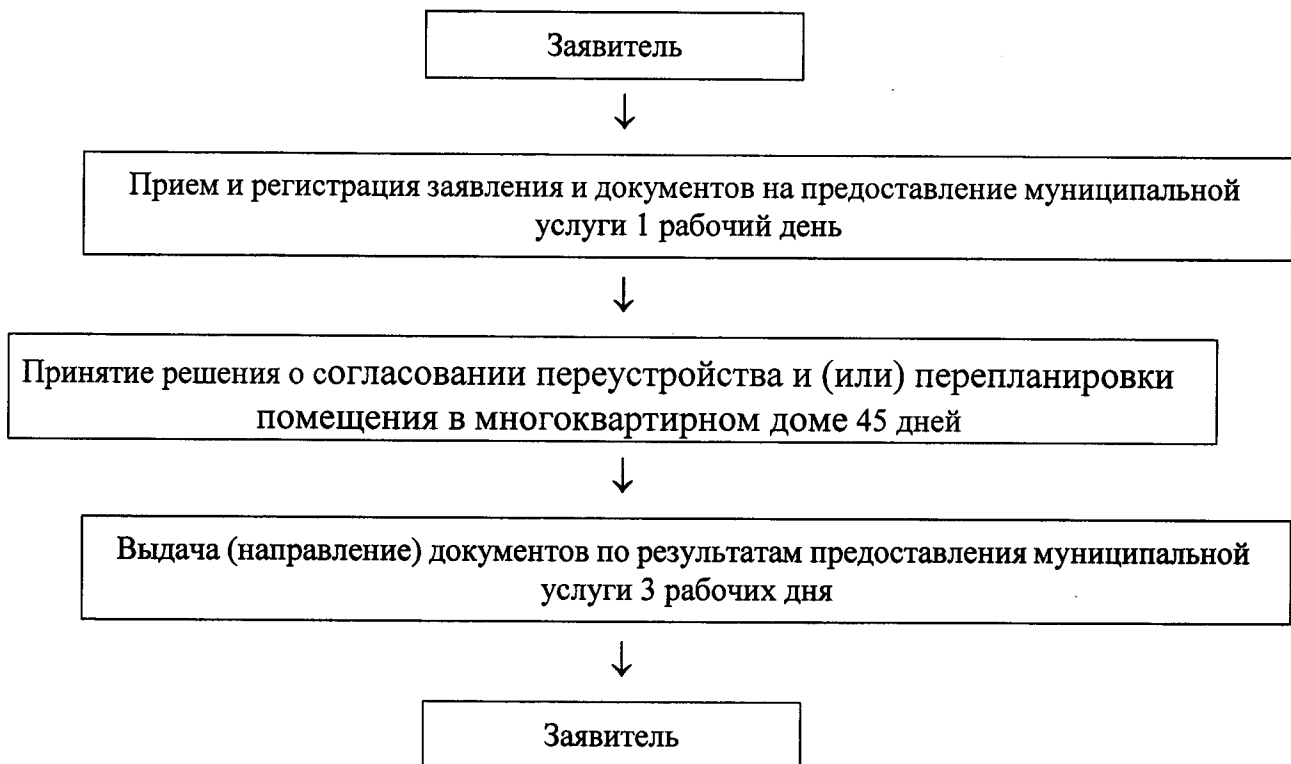 Заявитель
↓
Прием и регистрация заявления и документов на предоставление муниципальной
услуги 1 рабочий день
↓
Принятие решения о согласовании переустройства и (или) перепланировки
помещения в многоквартирном доме 45 дней
↓
Выдача (направление) документов по результатам предоставления муниципальной
услуги 3 рабочих дня
↓
Заявитель